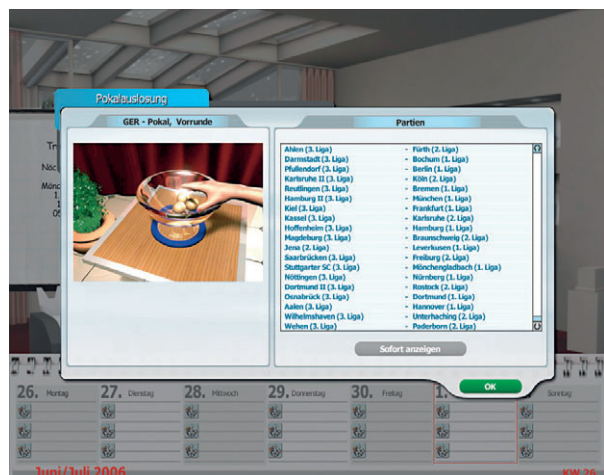 Pokalauslosung
GER - Pokal, Vorrunde
Partien
Ahlen (3. Liga) - Fürth (2. Liga)
Darmstadt (3. Liga) - Bochum (1. Liga)
Pfullendorf (3. Liga) - Berlin (1. Liga)
Karlsruhe II (3. Liga) - Köln (2. Liga)
Reutlingen (3. Liga) - Bremen (1. Liga)
Hamburg II (3. Liga) - München (1. Liga)
Kiel (3. Liga) - Frankfurt (1. Liga)
Kassel (3. Liga) - Karlsruhe (2. Liga)
Hoffenheim (3. Liga) - Hamburg (1. Liga)
Magdeburg (3. Liga) - Braunschweig (2. Liga)
Jena (2. Liga) - Leverkusen (1. Liga)
Saarbrücken (3. Liga) - Freiburg (2. Liga)
Stuttgarter SC (3. Liga) - Mönchengladbach (1. Liga)
Nöttingen (3. Liga) - Nürnberg (1. Liga)
Dortmund II (3. Liga) - Rostock (2. Liga)
Osnabrück (3. Liga) - Dortmund (1. Liga)
Aalen (3. Liga) - Hannover (1. Liga)
Wilhelmshaven (3. Liga) - Unterhaching (2. Liga)
Wehen (3. Liga) - Paderborn (2. Liga)
Sofort anzeigen
OK
26. Montag 27. Dienstag 28. Mittwoch 29. Donnerstag 30. Freitag 1. Sonntag
Juni/Juli 2006 KW 26